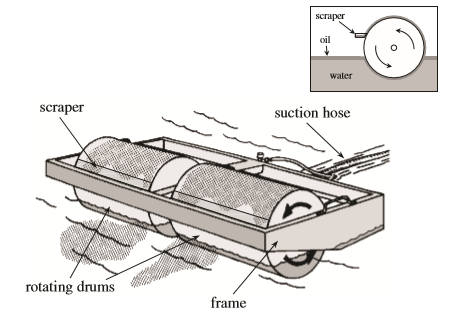 scraper
oil
water
scraper
suction hose
rotating drums
frame